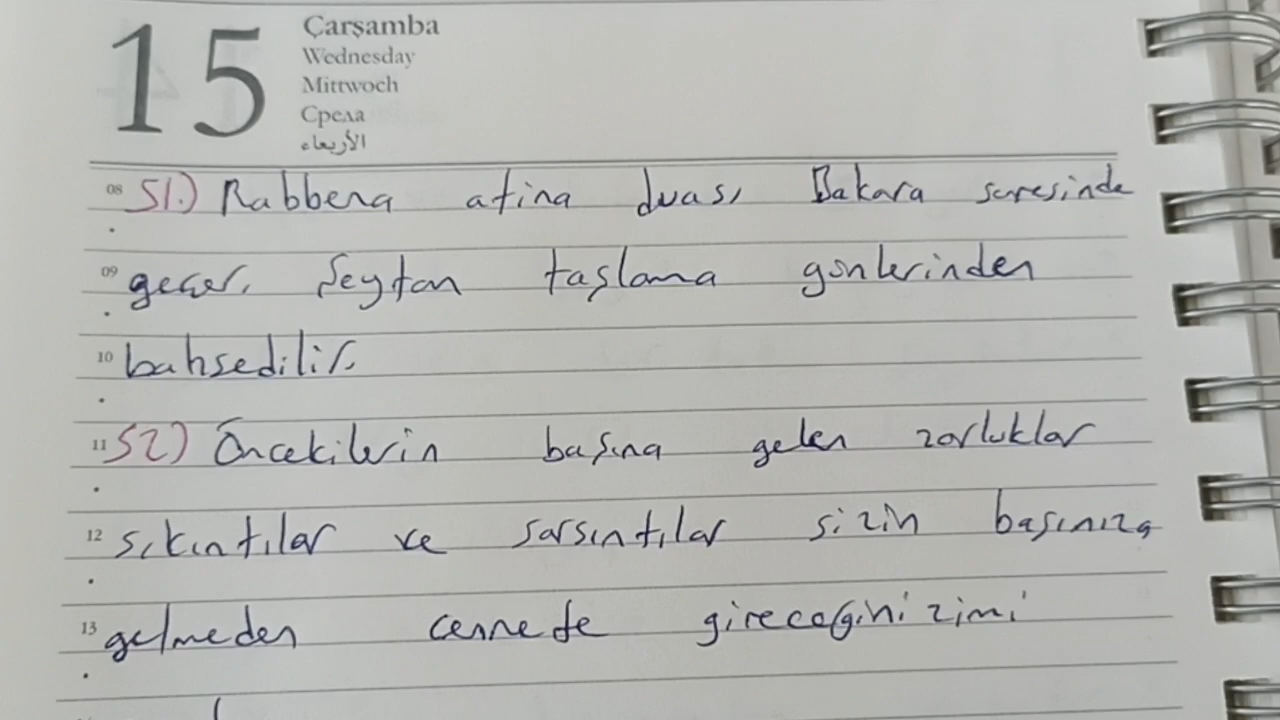 15
Çarşamba
Wednesday
Mittwoch
Среда
الأربعاء
08 51.) Rabbena atina duası Bakara suresinde
09 geçer. Şeytan taşlama günlerinden
10 bahsedilir.
11 52) Öncekilerin başına gelen zorluklar
12 sıkıntılar ve sarsıntılar sizin başınıza
13 gelmeden cennete gireceğinizimi